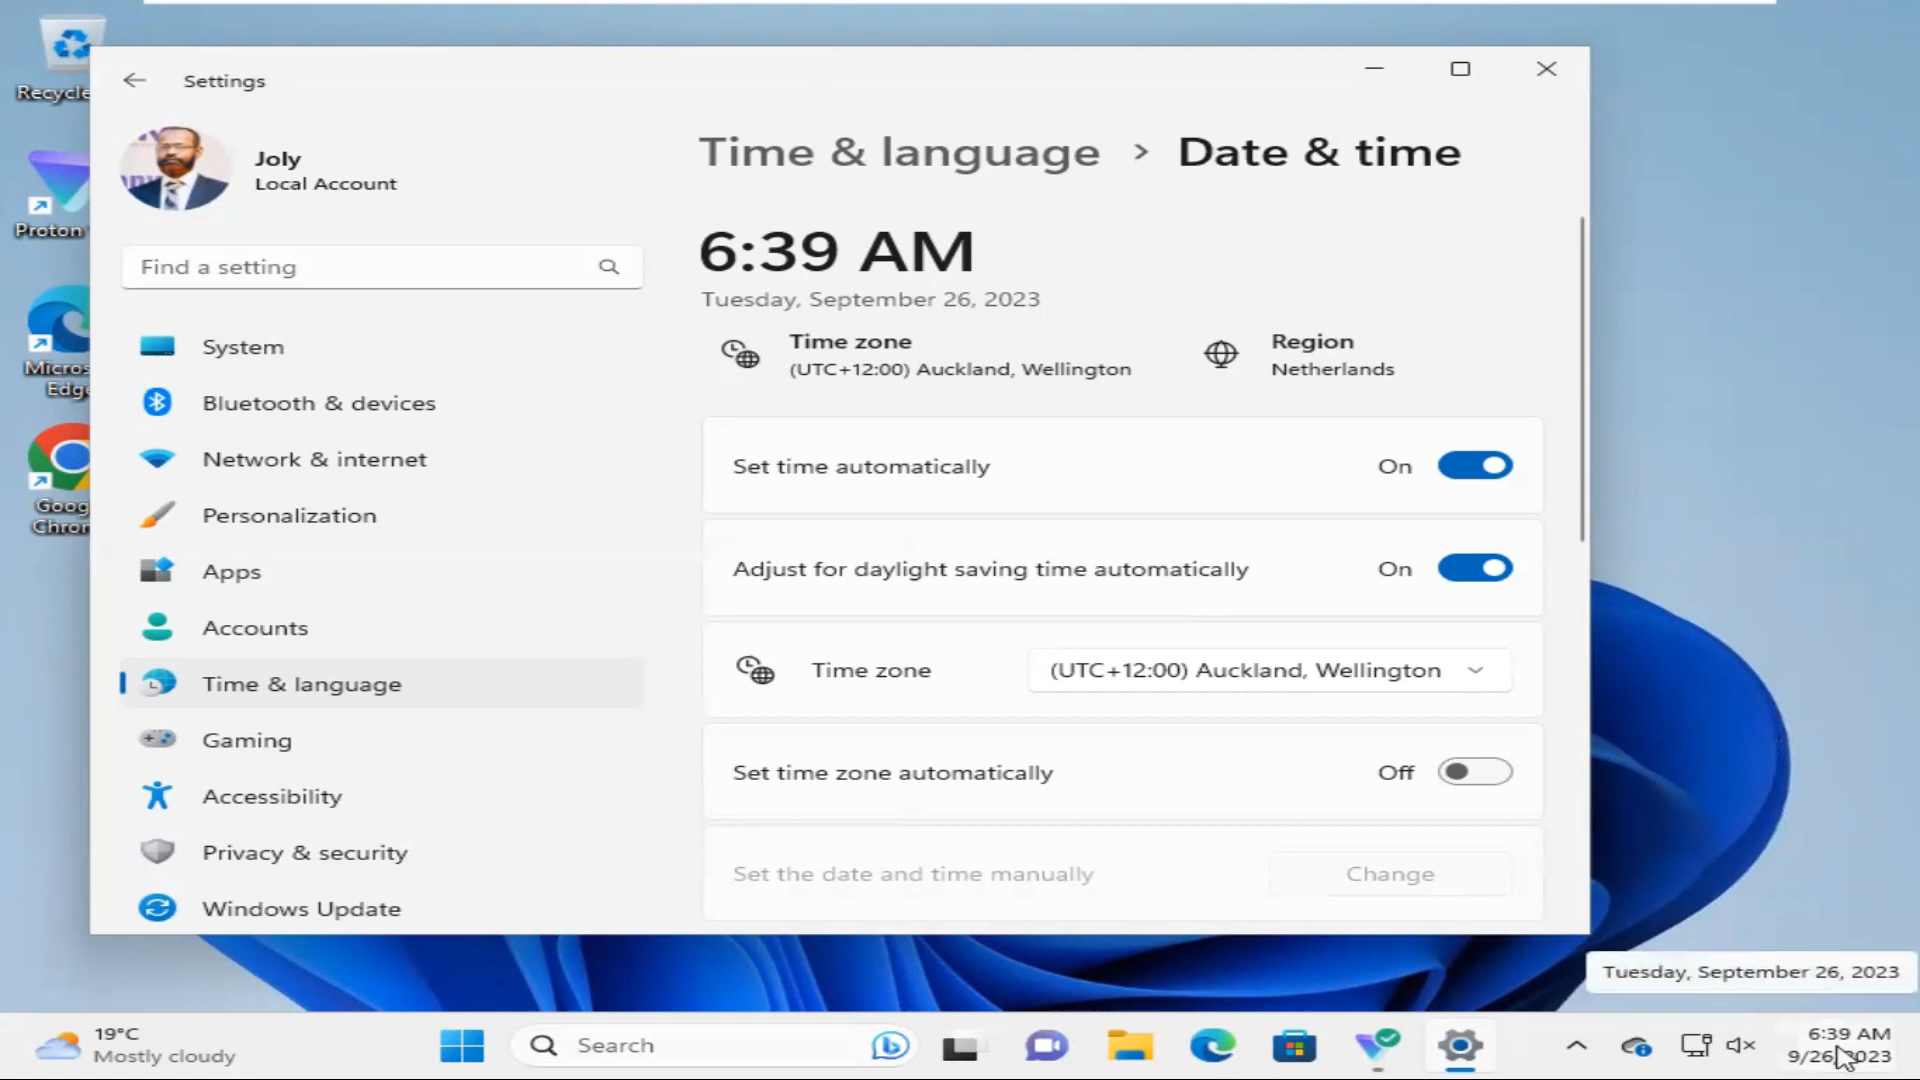 Recycle
Proton
Micros
Edge
Goog
Chron
Settings
Joly
Local Account
Find a setting
System
Bluetooth & devices
Network & internet
Personalization
Apps
Accounts
Time & language
Gaming
Accessibility
Privacy & security
Windows Update
Time & language > Date & time
6:39 AM
Tuesday, September 26, 2023
Time zone
(UTC+12:00) Auckland, Wellington
Region
Netherlands
Set time automatically On
Adjust for daylight saving time automatically On
Time zone (UTC+12:00) Auckland, Wellington
Set time zone automatically Off
Set the date and time manually Change
Tuesday, September 26, 2023
19°C
Mostly cloudy
Search
6:39 AM
9/26/2023